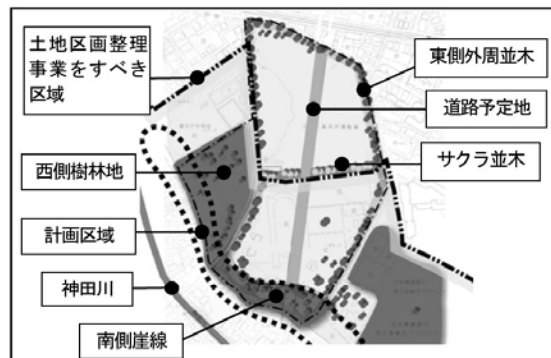 土地区画整理
事業をすべき
区域
東側外周並木
道路予定地
サクラ並木
西側樹林地
計画区域
神田川
南側崖線